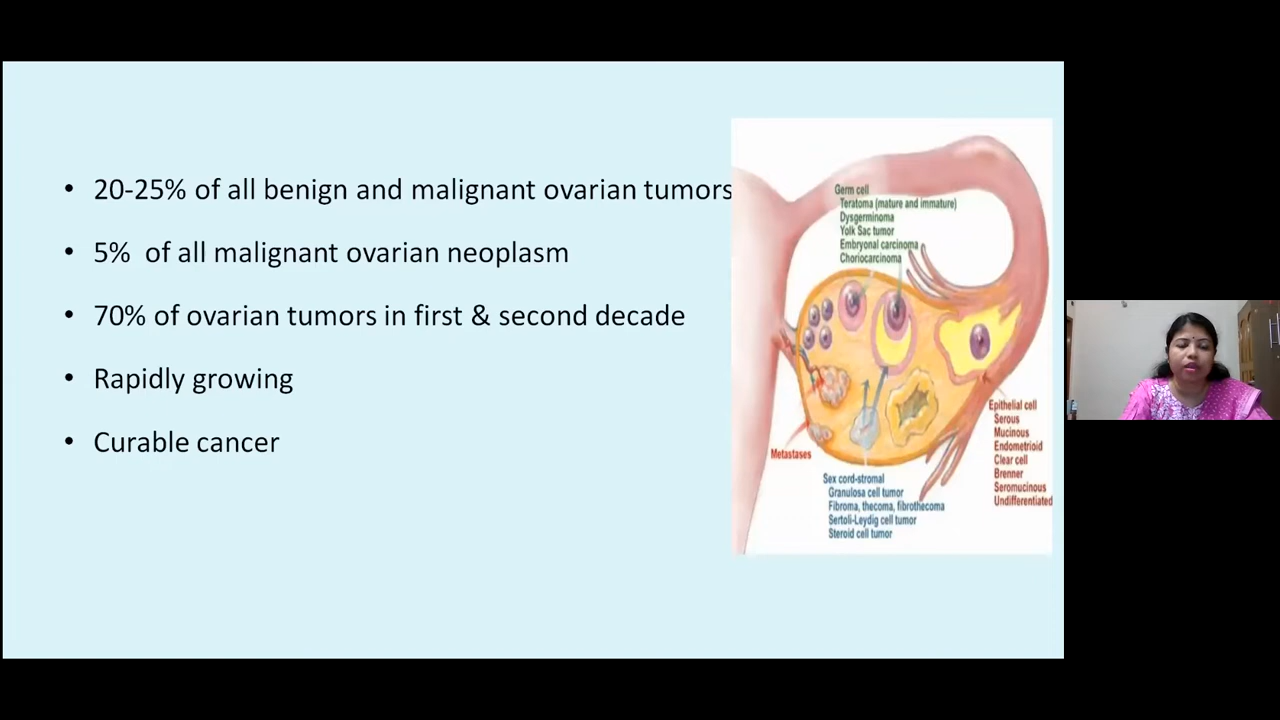 • 20-25% of all benign and malignant ovarian tumors
• 5% of all malignant ovarian neoplasm
• 70% of ovarian tumors in first & second decade
• Rapidly growing
• Curable cancer
Germ cell
Teratoma (mature and immature)
Dysgerminoma
Yolk Sac tumor
Embryonal carcinoma
Choriocarcinoma
Epithelial cell
Serous
Mucinous
Endometrioid
Clear cell
Brenner
Seromucinous
Undifferentiated
Metastases
Sex cord-stromal
Granulosa cell tumor
Fibroma, thecoma, fibrothecoma
Sertoli-Leydig cell tumor
Steroid cell tumor